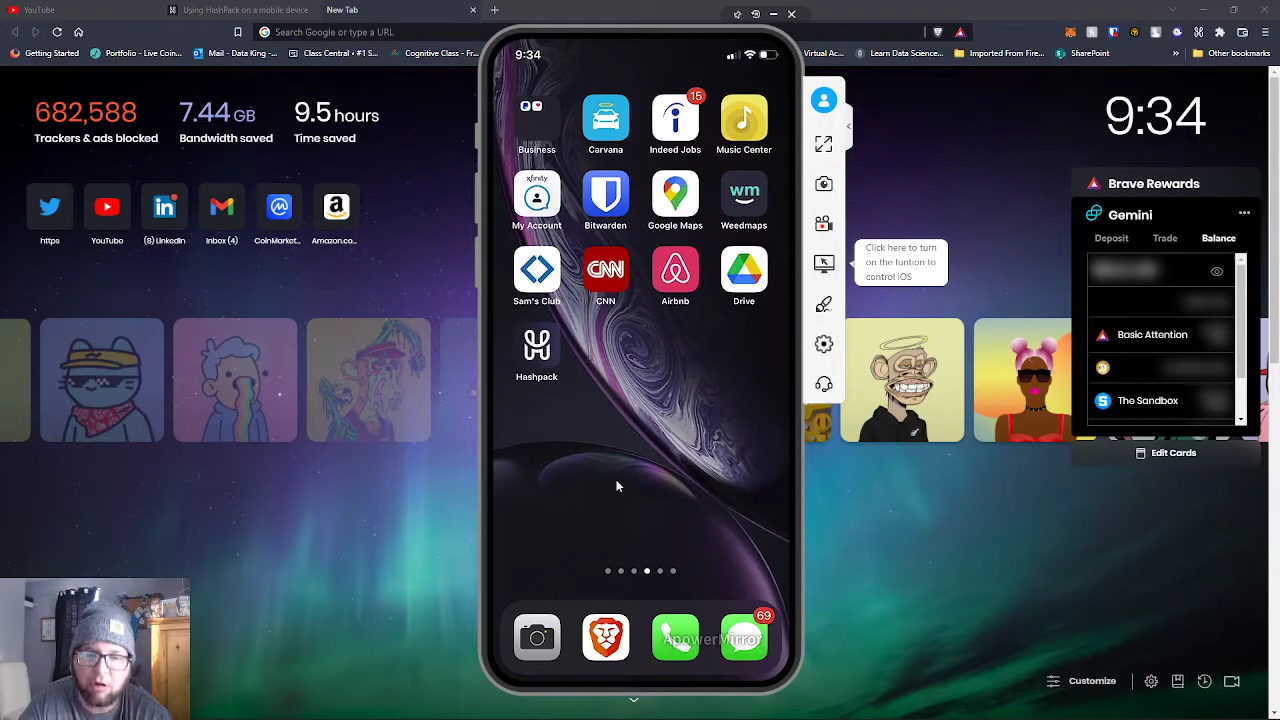 YouTube
Using HashPack on a mobile device
New Tab
Search Google or type a URL
Getting Started
Portfolio - Live Coin...
Mail - Data King -...
Class Central • #1 S...
Cognitive Class - F...
Virtual Ac...
Learn Data Science...
Imported From Fire...
SharePoint
Other bookmarks
682,588
Trackers & ads blocked
7.44 GB
Bandwidth saved
9.5 hours
Time saved
9:34
https
YouTube
(8) LinkedIn
Inbox (4)
CoinMarket...
Amazon.co...
9:34
Business
Carvana
15
Indeed Jobs
Music Center
xfinity
My Account
Bitwarden
Google Maps
wm
Weedmaps
Sam's Club
CNN
CNN
Airbnb
Drive
Hashpack
69
ApowerMirror
Click here to turn
on the funtion to
control iOS
Brave Rewards
Gemini
Deposit
Trade
Balance
Basic Attention
The Sandbox
Edit Cards
Customize